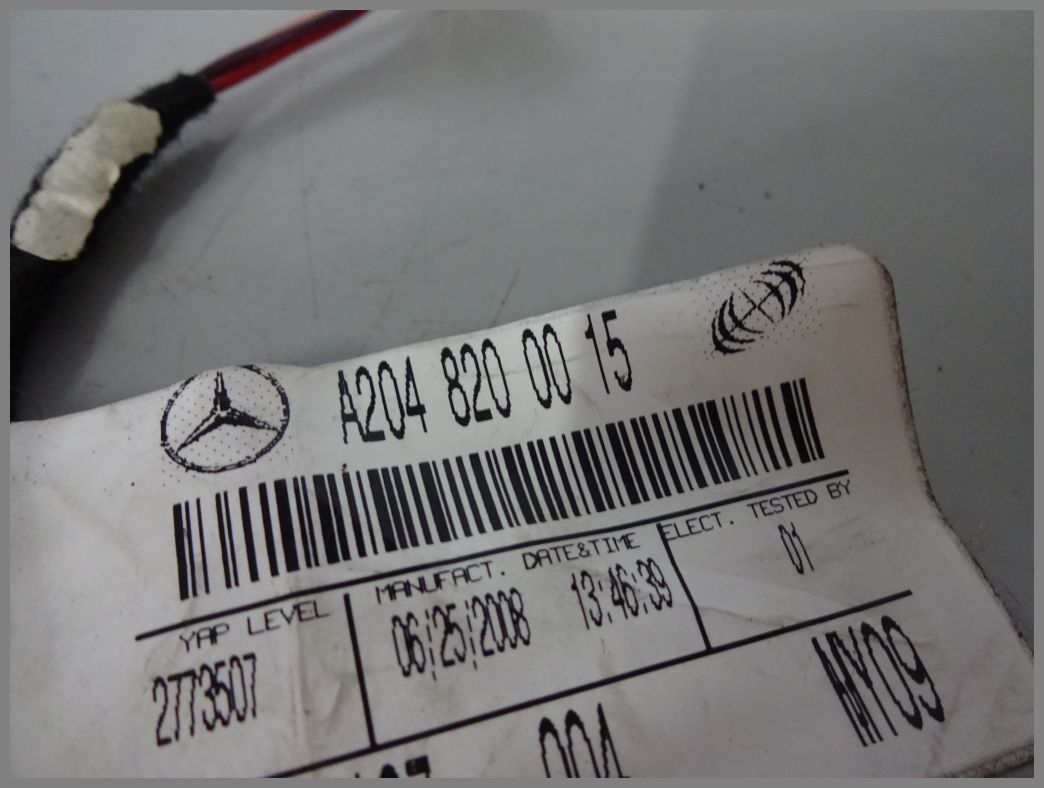 A204 820 00 15
YAP LEVEL MANUFACT. DATE&TIME ELECT. TESTED BY
2773507 06/25/2008 13:46:39 01
004 MY09